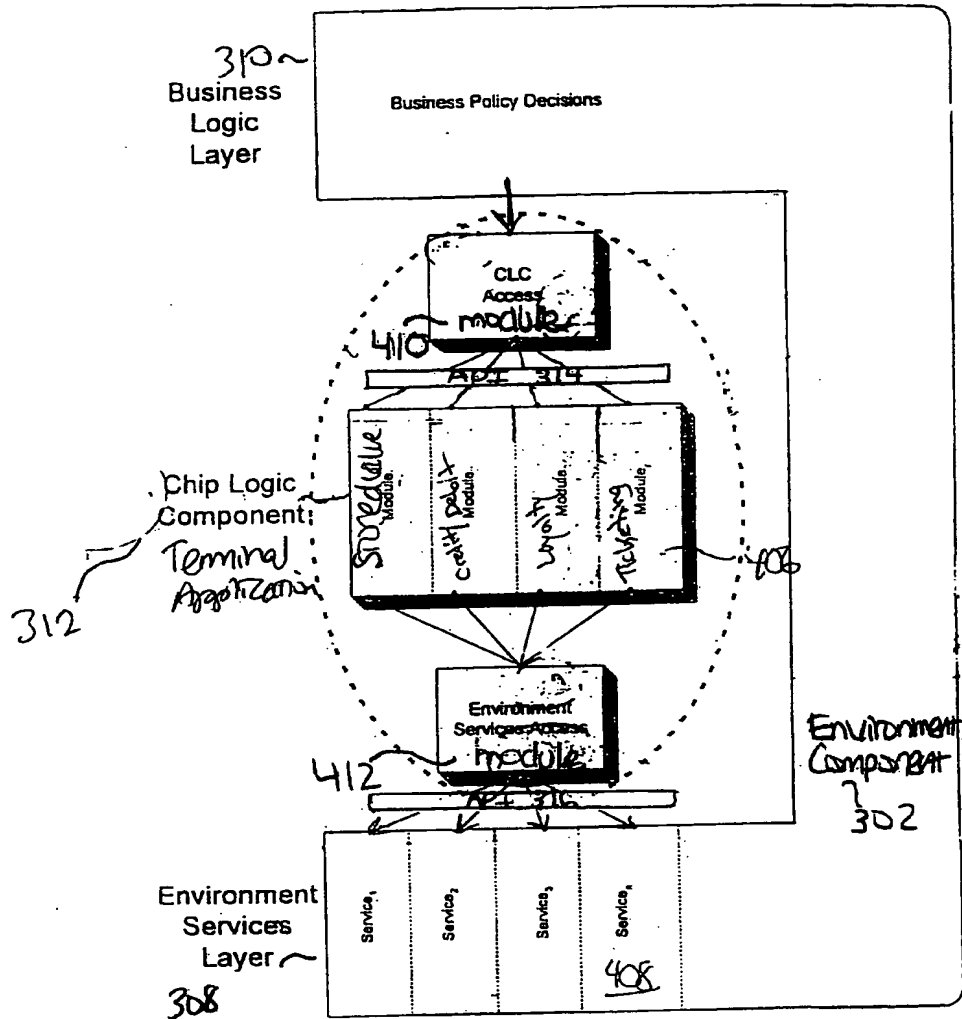 310
Business
Logic
Layer
Business Policy Decisions
CLC
Access
module
410
API 314
Chip Logic
Component
Terminal
Application
312
Storedvalue
Module
credit/debit
Module
Loyalty
Module
Ticketing
Module
406
Environment
Services Access
module
412
API 316
Environment
Component
302
Environment
Services
Layer
308
Service₁
Service₂
Service₃
Serviceₙ
408